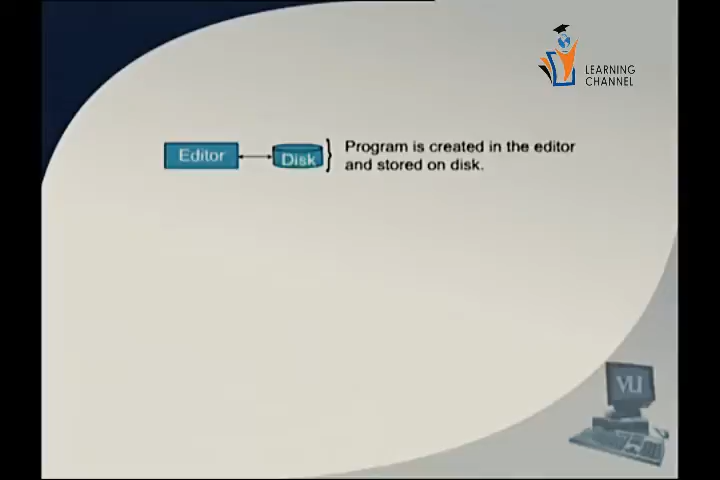 LEARNING
CHANNEL
Editor
Disk
Program is created in the editor
and stored on disk.
VU